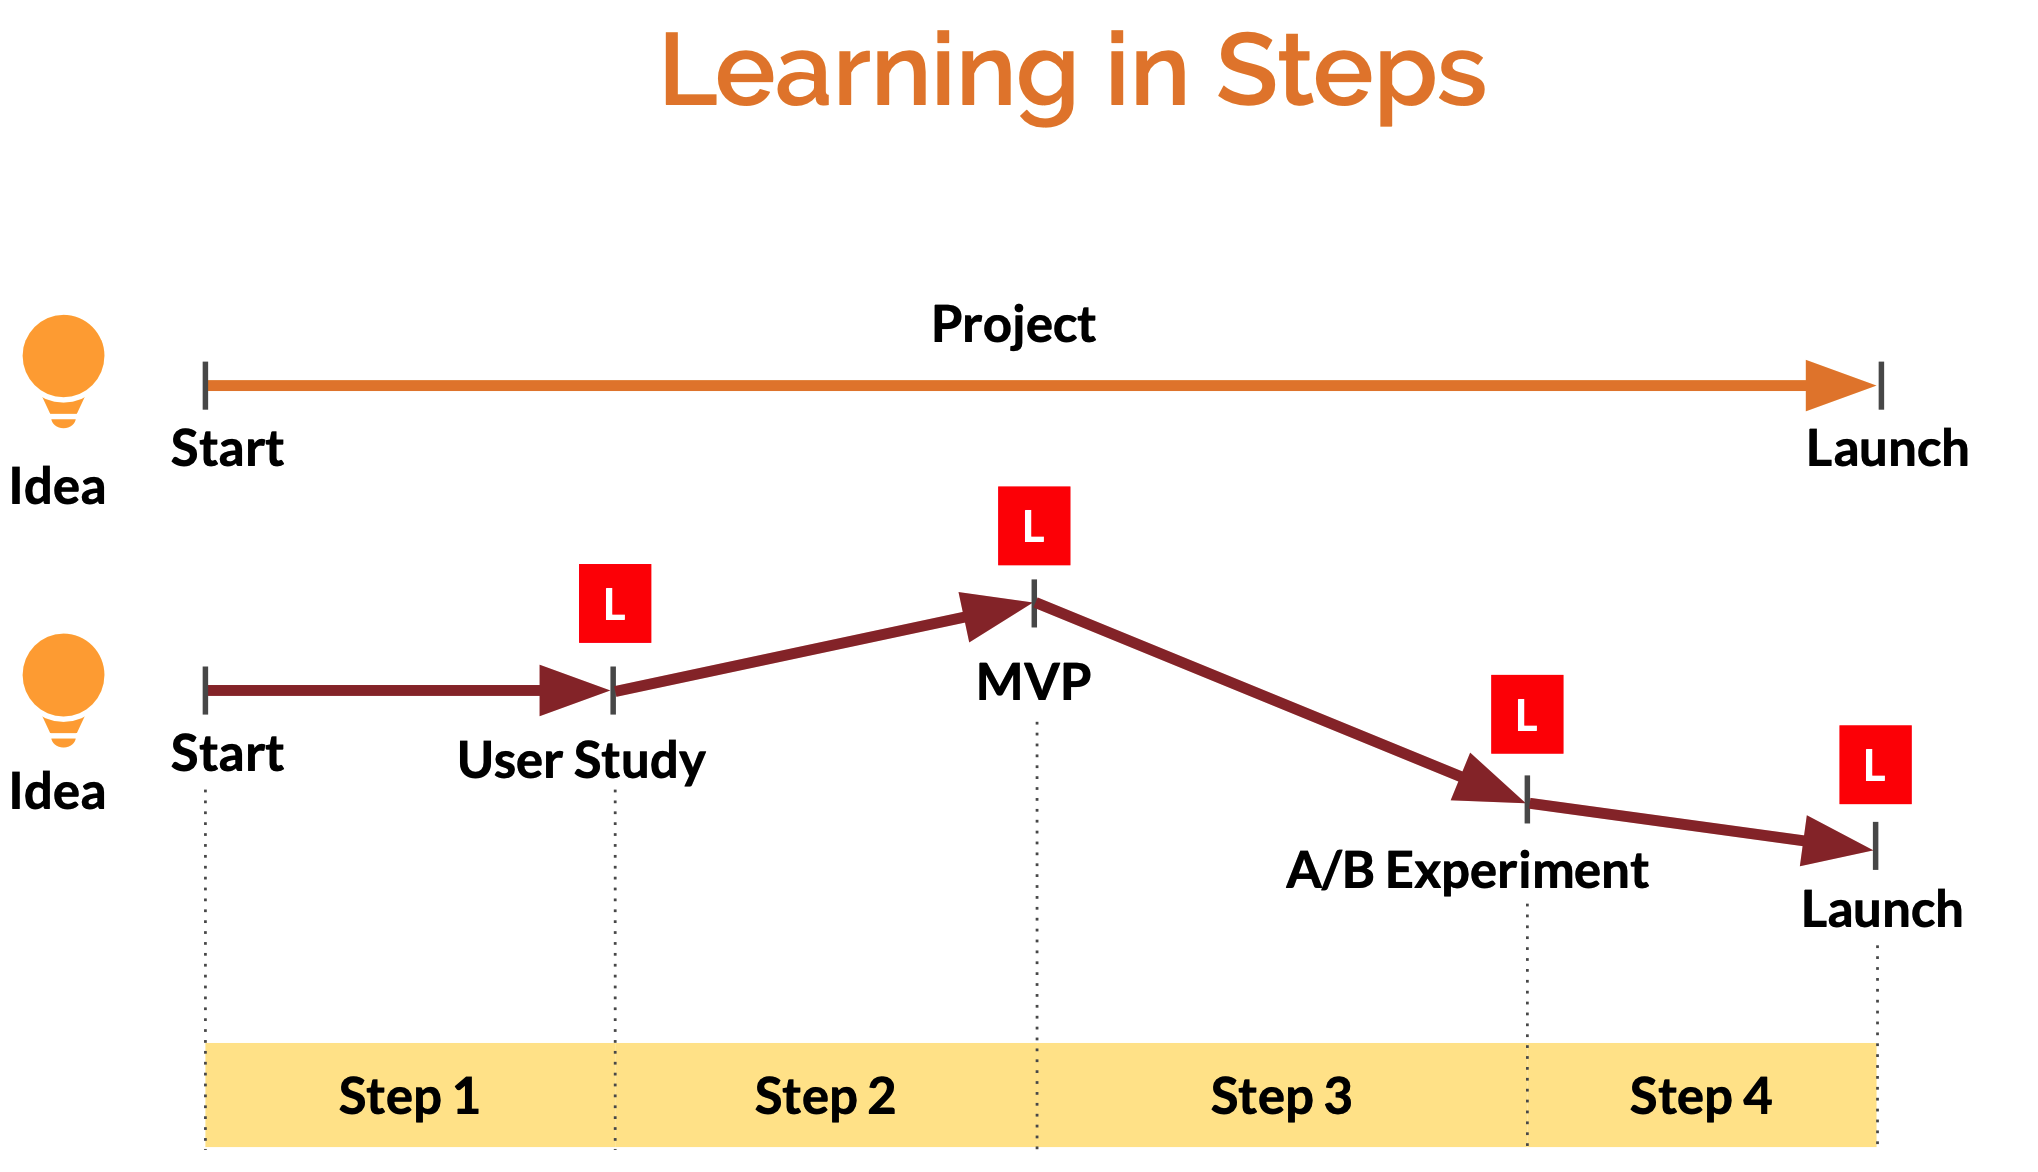 Learning in Steps
Project
Start
Launch
Idea
L
L
L
L
Start
User Study
MVP
A/B Experiment
Launch
Idea
Step 1
Step 2
Step 3
Step 4